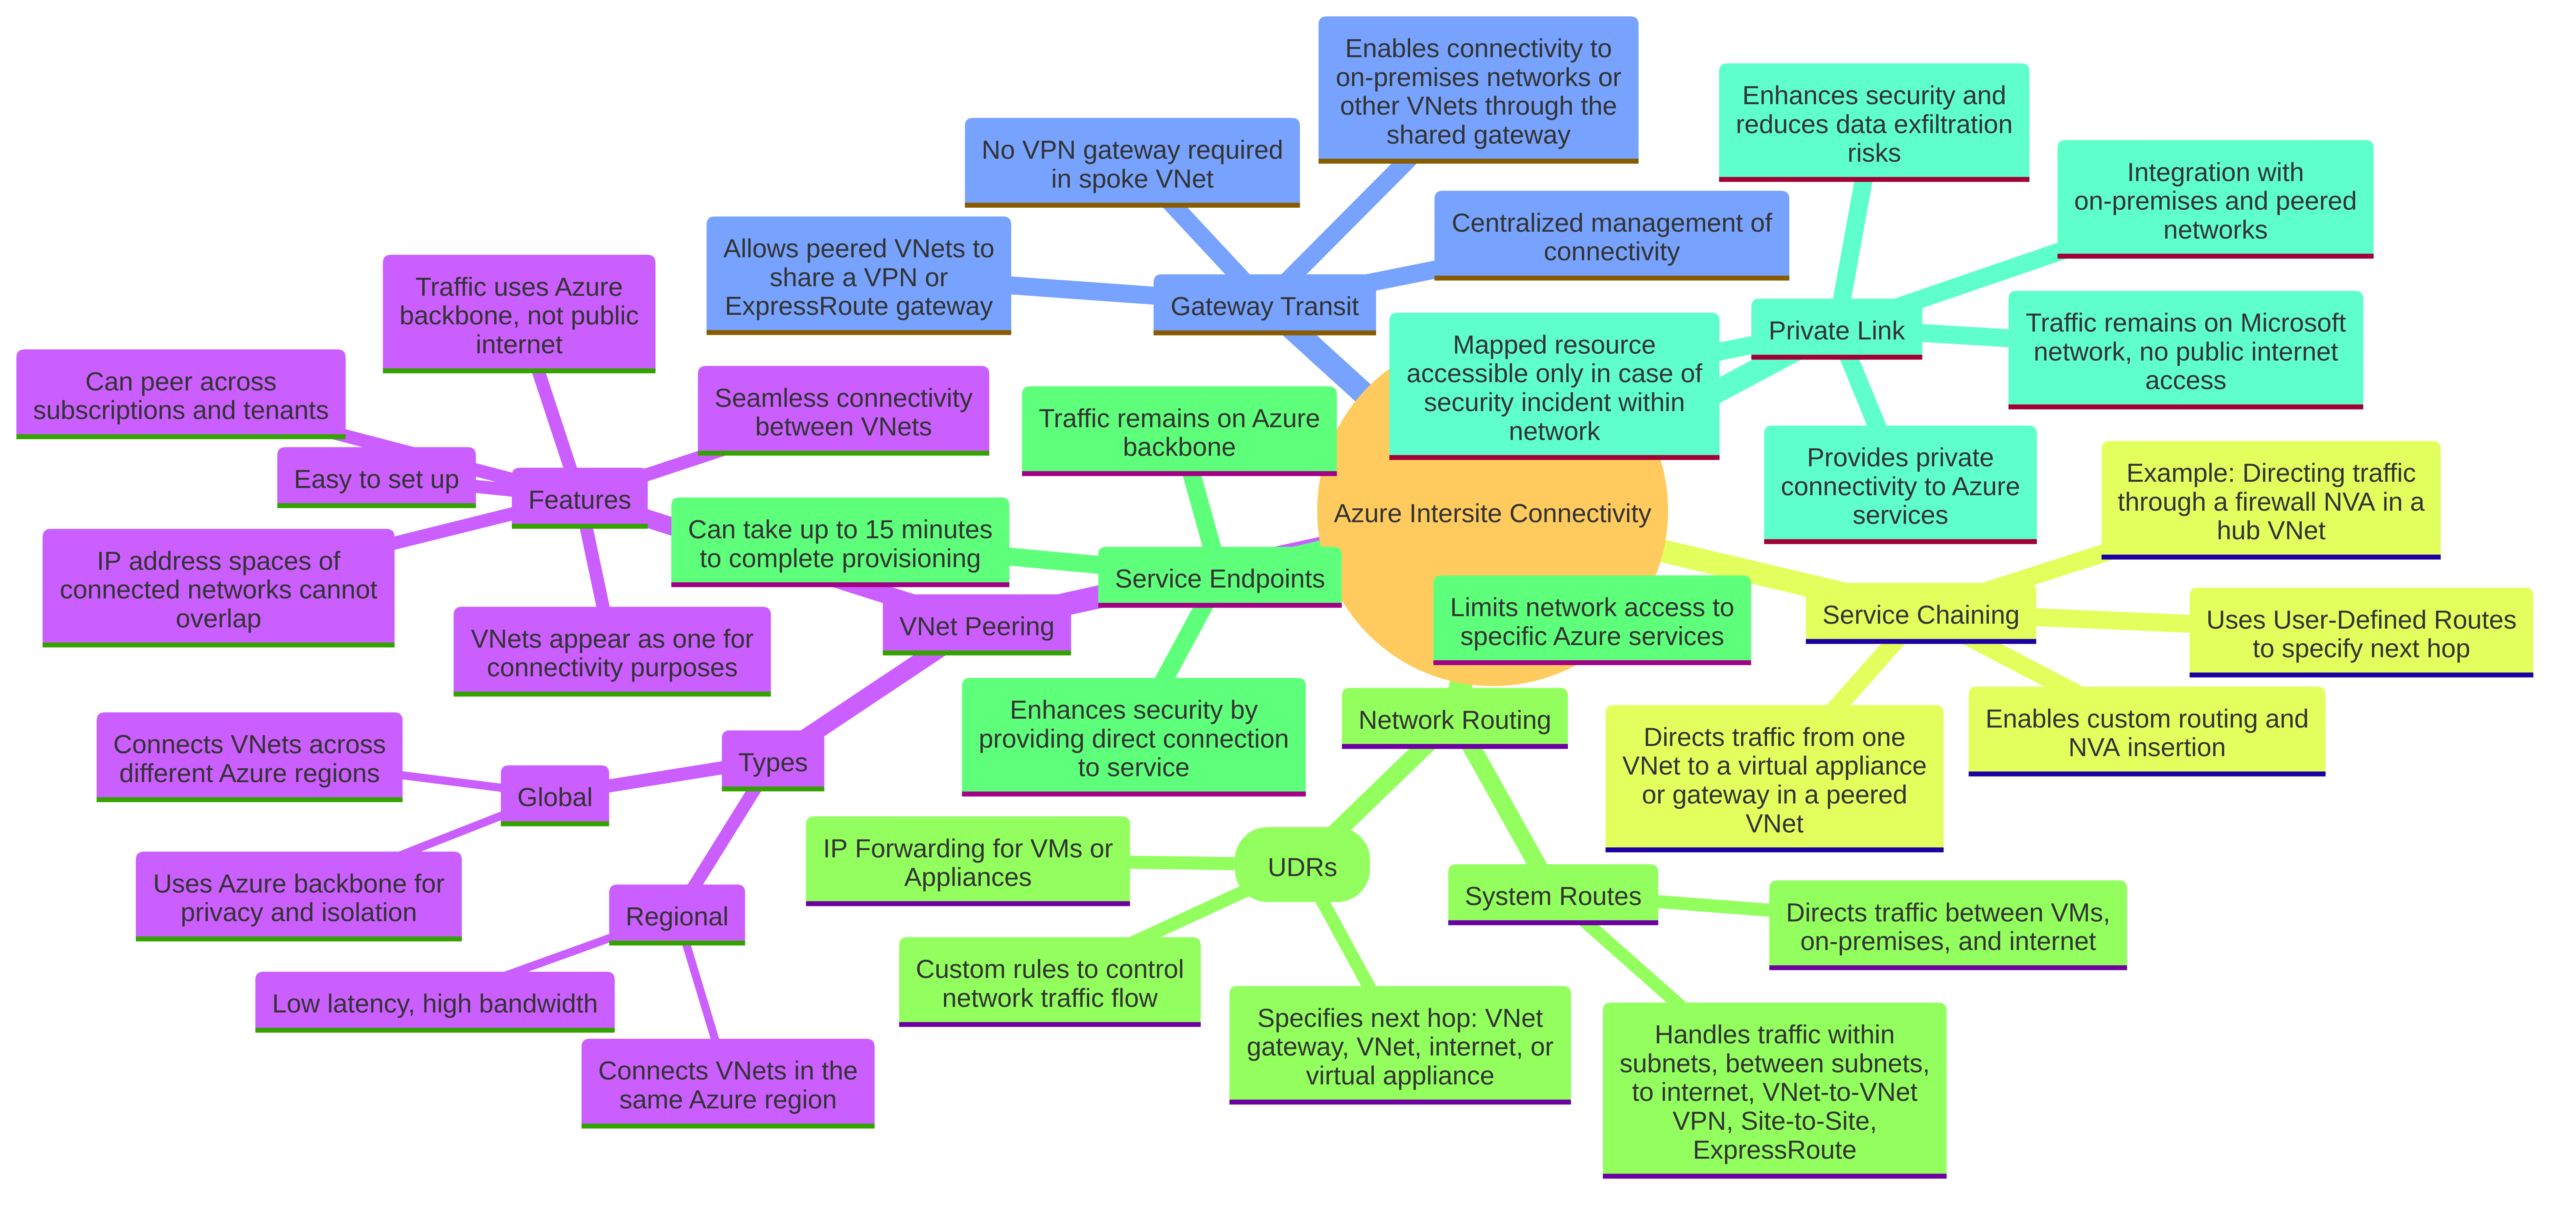 Azure Intersite Connectivity
Gateway Transit
Allows peered VNets to
share a VPN or
ExpressRoute gateway
No VPN gateway required
in spoke VNet
Enables connectivity to
on-premises networks or
other VNets through the
shared gateway
Centralized management of
connectivity
Private Link
Enhances security and
reduces data exfiltration
risks
Integration with
on-premises and peered
networks
Traffic remains on Microsoft
network, no public internet
access
Provides private
connectivity to Azure
services
Mapped resource
accessible only in case of
security incident within
network
Service Chaining
Example: Directing traffic
through a firewall NVA in a
hub VNet
Uses User-Defined Routes
to specify next hop
Enables custom routing and
NVA insertion
Directs traffic from one
VNet to a virtual appliance
or gateway in a peered
VNet
Service Endpoints
Traffic remains on Azure
backbone
Can take up to 15 minutes
to complete provisioning
Enhances security by
providing direct connection
to service
Limits network access to
specific Azure services
Network Routing
UDRs
IP Forwarding for VMs or
Appliances
Custom rules to control
network traffic flow
Specifies next hop: VNet
gateway, VNet, internet, or
virtual appliance
System Routes
Directs traffic between VMs,
on-premises, and internet
Handles traffic within
subnets, between subnets,
to internet, VNet-to-VNet
VPN, Site-to-Site,
ExpressRoute
VNet Peering
Features
Traffic uses Azure
backbone, not public
internet
Can peer across
subscriptions and tenants
Easy to set up
Seamless connectivity
between VNets
IP address spaces of
connected networks cannot
overlap
VNets appear as one for
connectivity purposes
Types
Global
Connects VNets across
different Azure regions
Uses Azure backbone for
privacy and isolation
Regional
Low latency, high bandwidth
Connects VNets in the
same Azure region